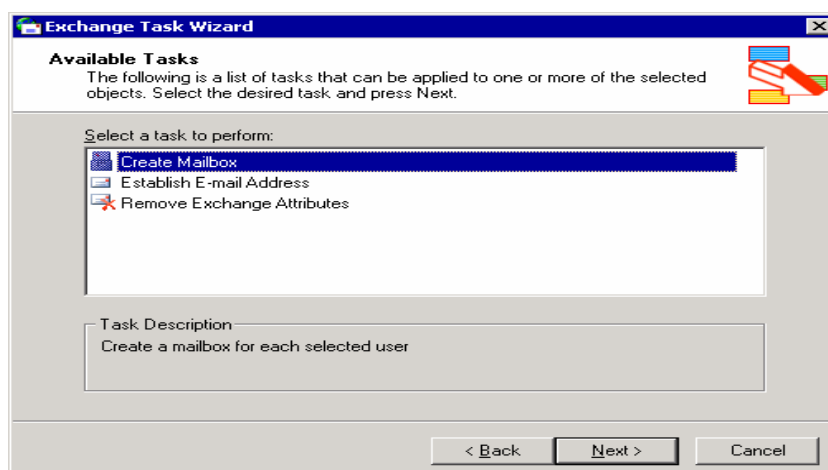 Exchange Task Wizard
Available Tasks
The following is a list of tasks that can be applied to one or more of the selected
objects. Select the desired task and press Next.
Select a task to perform:
Create Mailbox
Establish E-mail Address
Remove Exchange Attributes
Task Description
Create a mailbox for each selected user
< Back
Next >
Cancel